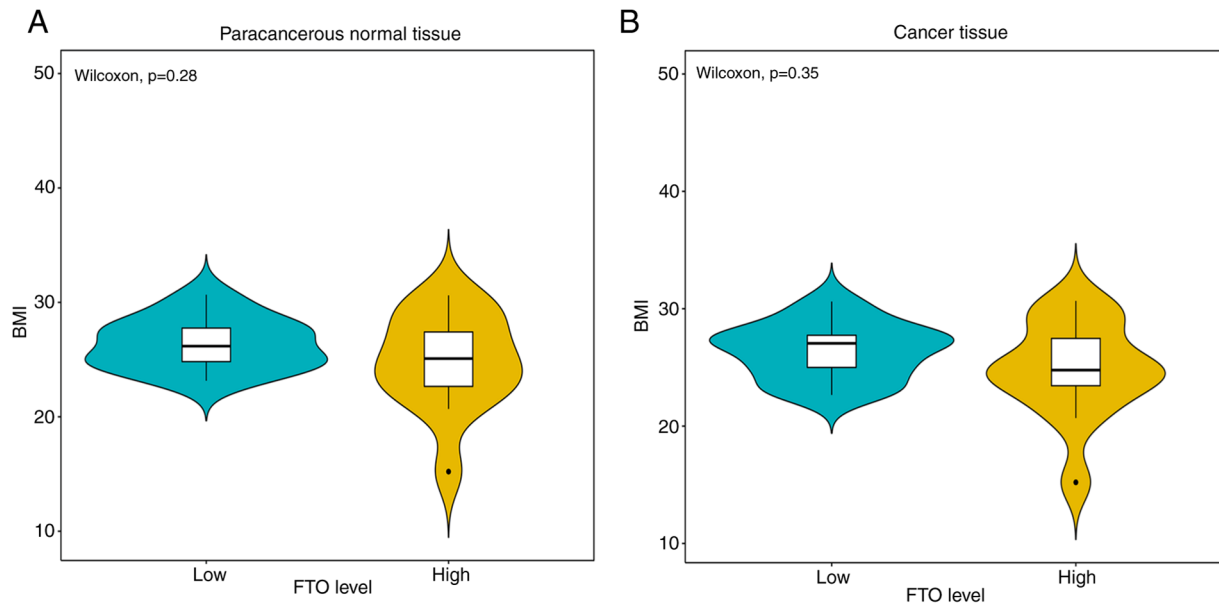 A
Paracancerous normal tissue
Wilcoxon, p=0.28
50
40
30
20
10
BMI
Low
High
FTO level
B
Cancer tissue
Wilcoxon, p=0.35
50
40
30
20
10
BMI
Low
High
FTO level